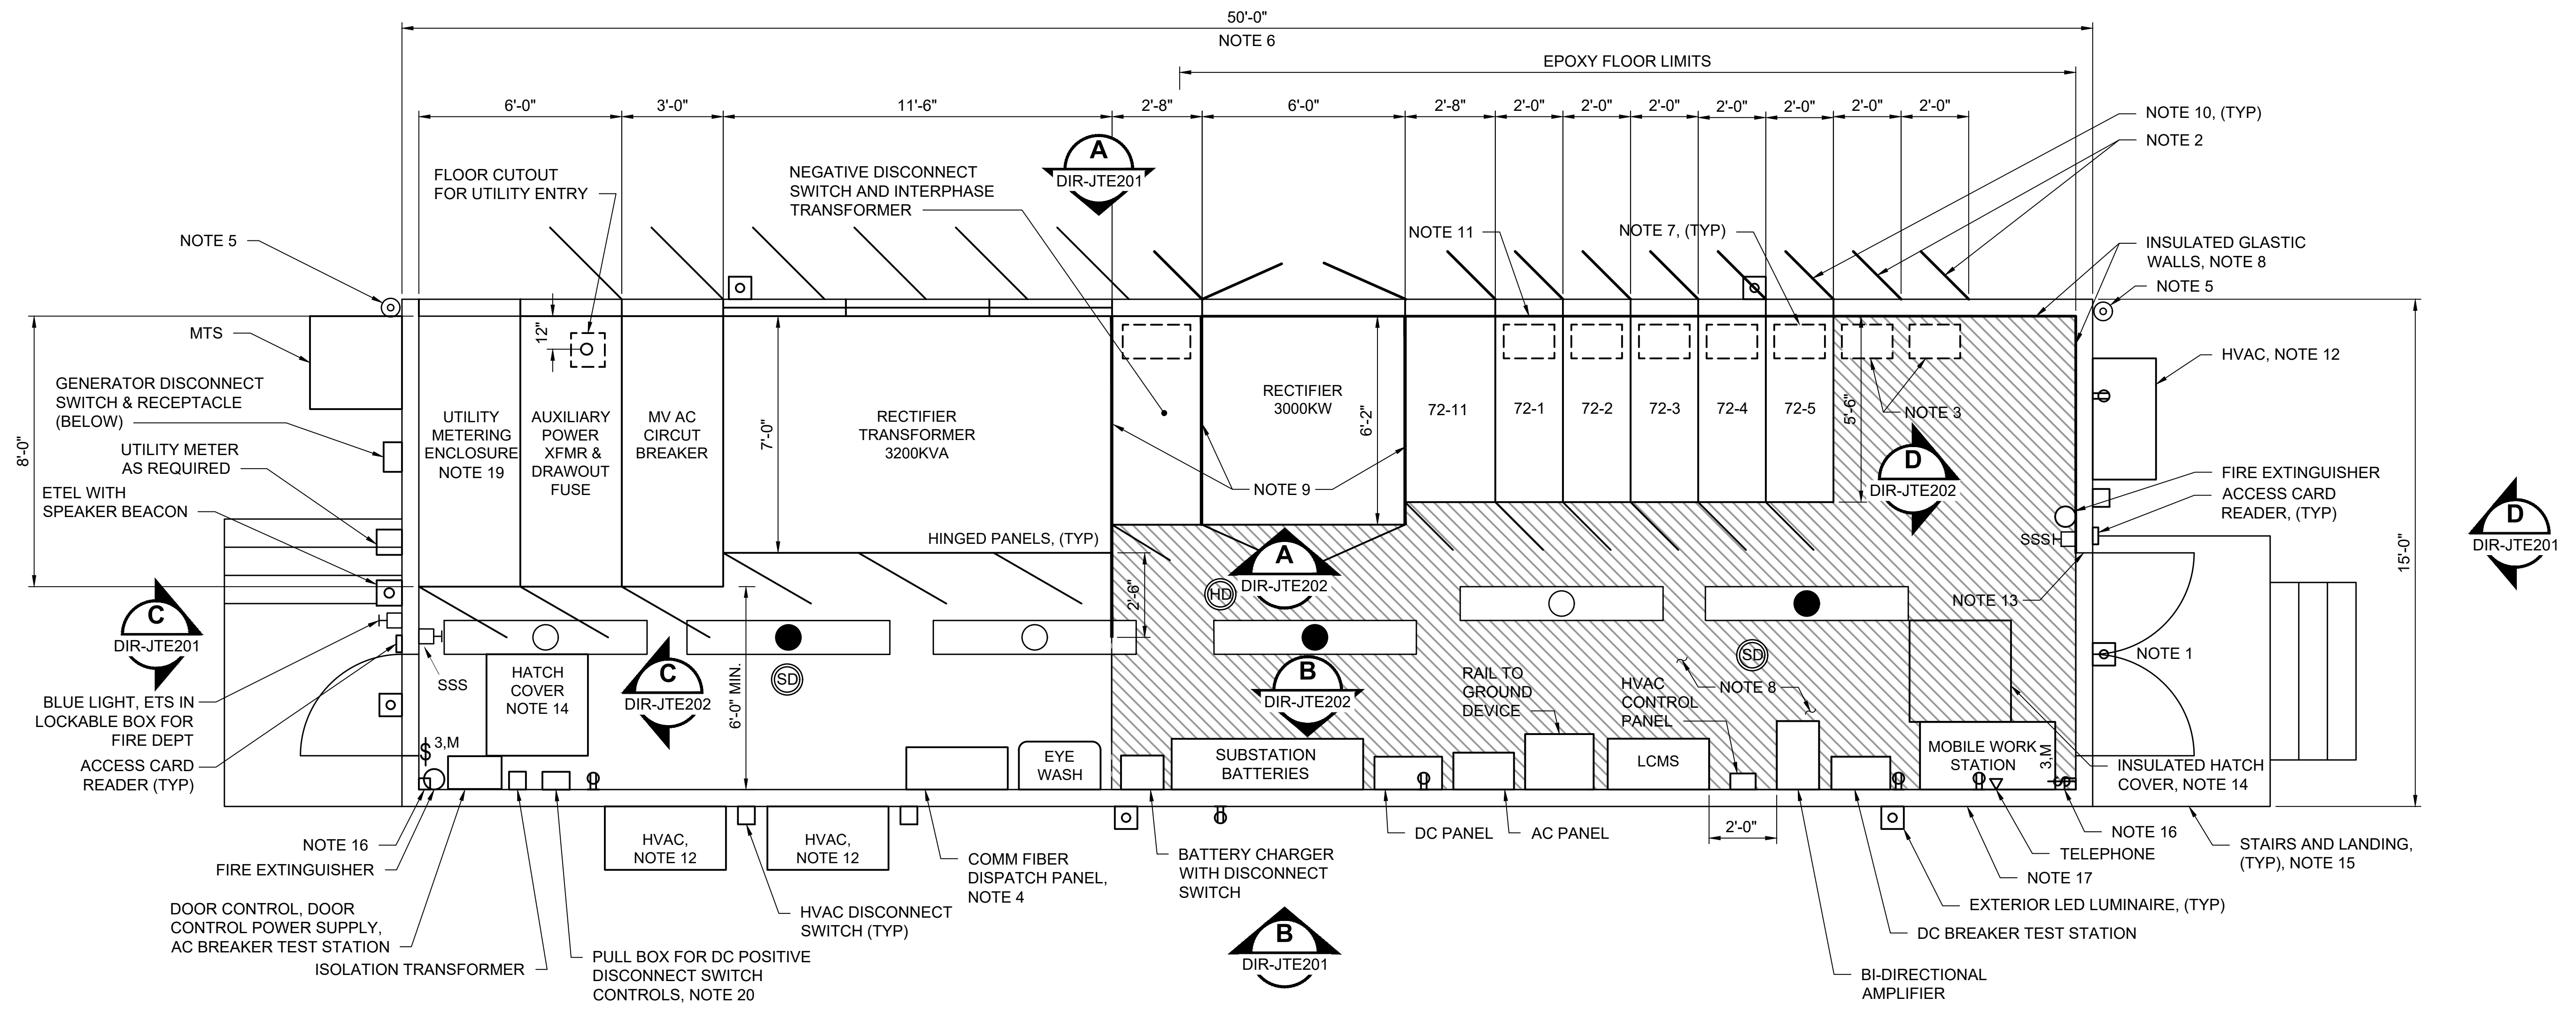 50'-0"
NOTE 6
EPOXY FLOOR LIMITS
6'-0"
3'-0"
11'-6"
2'-8"
6'-0"
2'-8"
2'-0"
2'-0"
2'-0"
2'-0"
2'-0"
2'-0"
2'-0"
NOTE 10, (TYP)
NOTE 2
A
DIR-JTE201
FLOOR CUTOUT
FOR UTILITY ENTRY
NEGATIVE DISCONNECT
SWITCH AND INTERPHASE
TRANSFORMER
NOTE 5
NOTE 11
NOTE 7, (TYP)
INSULATED GLASTIC
WALLS, NOTE 8
NOTE 5
MTS
12"
HVAC, NOTE 12
GENERATOR DISCONNECT
SWITCH & RECEPTACLE
(BELOW)
UTILITY METER
AS REQUIRED
ETEL WITH
SPEAKER BEACON
8'-0"
UTILITY
METERING
ENCLOSURE
NOTE 19
AUXILIARY
POWER
XFMR &
DRAWOUT
FUSE
MV AC
CIRCUT
BREAKER
7'-0"
RECTIFIER
TRANSFORMER
3200KVA
RECTIFIER
3000KW
6'-2"
72-11
72-1
72-2
72-3
72-4
72-5
5'-6"
NOTE 3
NOTE 9
D
DIR-JTE202
FIRE EXTINGUISHER
ACCESS CARD
READER, (TYP)
D
DIR-JTE201
15'-0"
HINGED PANELS, (TYP)
SSS
A
DIR-JTE202
HD
2'-6"
NOTE 13
C
DIR-JTE201
SSS
HATCH
COVER
NOTE 14
C
DIR-JTE202
6'-0" MIN.
SD
B
DIR-JTE202
RAIL TO
GROUND
DEVICE
HVAC
CONTROL
PANEL
SD
NOTE 8
NOTE 1
BLUE LIGHT, ETS IN
LOCKABLE BOX FOR
FIRE DEPT
ACCESS CARD
READER (TYP)
$
3,M
EYE
WASH
SUBSTATION
BATTERIES
LCMS
MOBILE WORK
STATION
3,M
$
INSULATED HATCH
COVER, NOTE 14
NOTE 16
FIRE EXTINGUISHER
HVAC,
NOTE 12
HVAC,
NOTE 12
COMM FIBER
DISPATCH PANEL,
NOTE 4
BATTERY CHARGER
WITH DISCONNECT
SWITCH
DC PANEL
AC PANEL
2'-0"
NOTE 16
TELEPHONE
NOTE 17
STAIRS AND LANDING,
(TYP), NOTE 15
EXTERIOR LED LUMINAIRE, (TYP)
DC BREAKER TEST STATION
BI-DIRECTIONAL
AMPLIFIER
DOOR CONTROL, DOOR
CONTROL POWER SUPPLY,
AC BREAKER TEST STATION
ISOLATION TRANSFORMER
HVAC DISCONNECT
SWITCH (TYP)
PULL BOX FOR DC POSITIVE
DISCONNECT SWITCH
CONTROLS, NOTE 20
B
DIR-JTE201